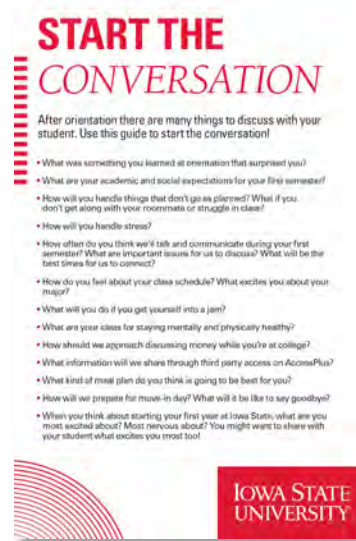 START THE
CONVERSATION
After orientation there are many things to discuss with your
student. Use this guide to start the conversation!
• What was something you learned at orientation that surprised you?
• What are your academic and social expectations for your first semester?
• How will you handle things that don't go as planned? What if you
don't get along with your roommate or struggle in class?
• How will you handle stress?
• How often do you think we'll talk and communicate during your first
semester? What are important issues for us to discuss? What will be the
best times for us to connect?
• How do you feel about your class schedule? What excites you about your
major?
• What will you do if you get yourself into a jam?
• What are your ideas for staying mentally and physically healthy?
• How should we approach discussing money while you're at college?
• What information will we share through third party access on AccessPlus?
• What kind of meal plan do you think is going to be best for you?
• How will we prepare for move-in day? What will it be like to say goodbye?
• When you think about starting your first year at Iowa State, what are you
most excited about? Most nervous about? You might want to share with
your student what excites you most too!
IOWA STATE
UNIVERSITY